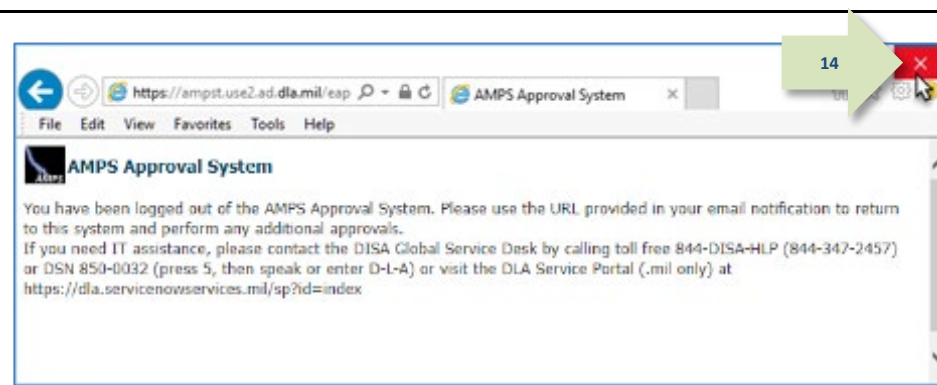 14
https://ampst.use2.ad.dla.mil/eap
AMPS Approval System
File Edit View Favorites Tools Help
AMPS
AMPS Approval System
You have been logged out of the AMPS Approval System. Please use the URL provided in your email notification to return
to this system and perform any additional approvals.
If you need IT assistance, please contact the DISA Global Service Desk by calling toll free 844-DISA-HLP (844-347-2457)
or DSN 850-0032 (press 5, then speak or enter D-L-A) or visit the DLA Service Portal (.mil only) at
https://dla.servicenowservices.mil/sp?id=index